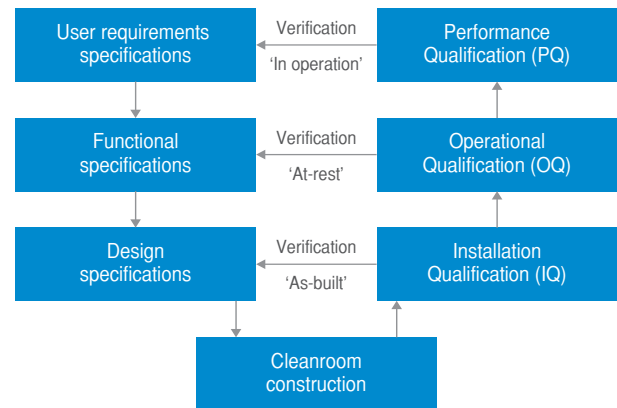 User requirements
specifications
Verification
‘In operation’
Performance
Qualification (PQ)
Functional
specifications
Verification
‘At-rest’
Operational
Qualification (OQ)
Design
specifications
Verification
‘As-built’
Installation
Qualification (IQ)
Cleanroom
construction